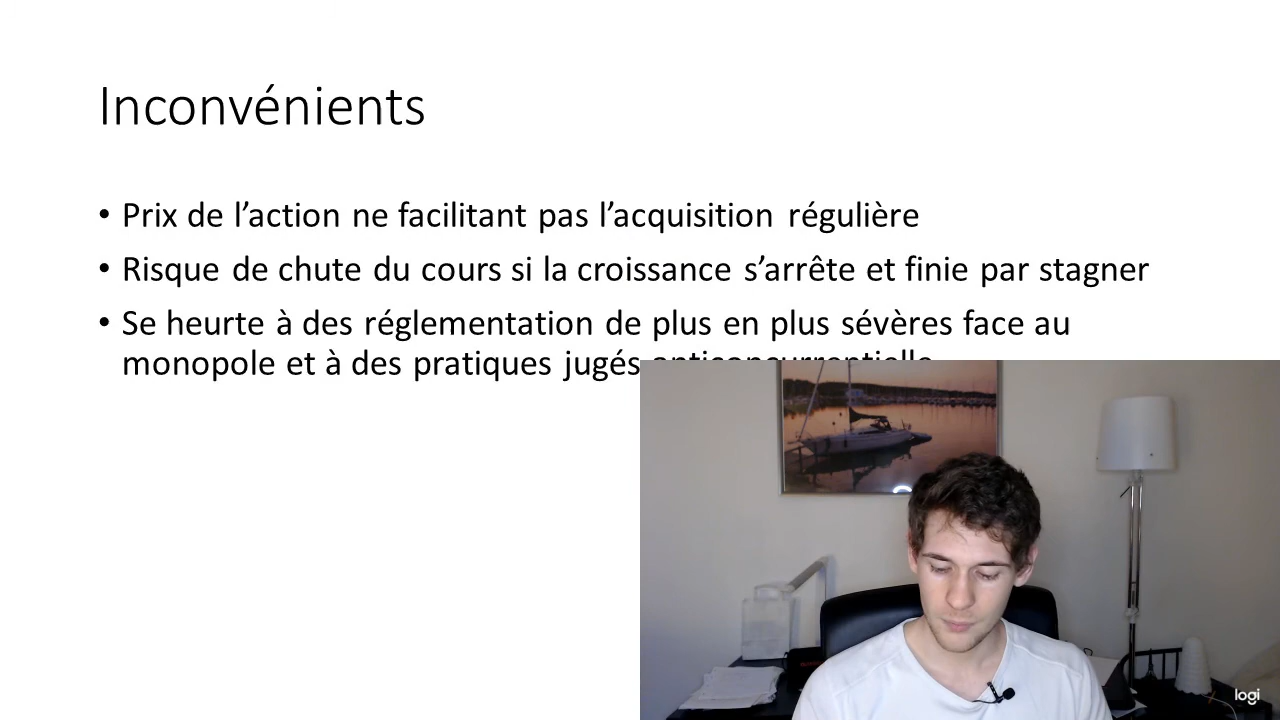 Inconvénients
• Prix de l’action ne facilitant pas l’acquisition régulière
• Risque de chute du cours si la croissance s’arrête et finie par stagner
• Se heurte à des réglementation de plus en plus sévères face au
monopole et à des pratiques jugés anticoncurrentielle
logi